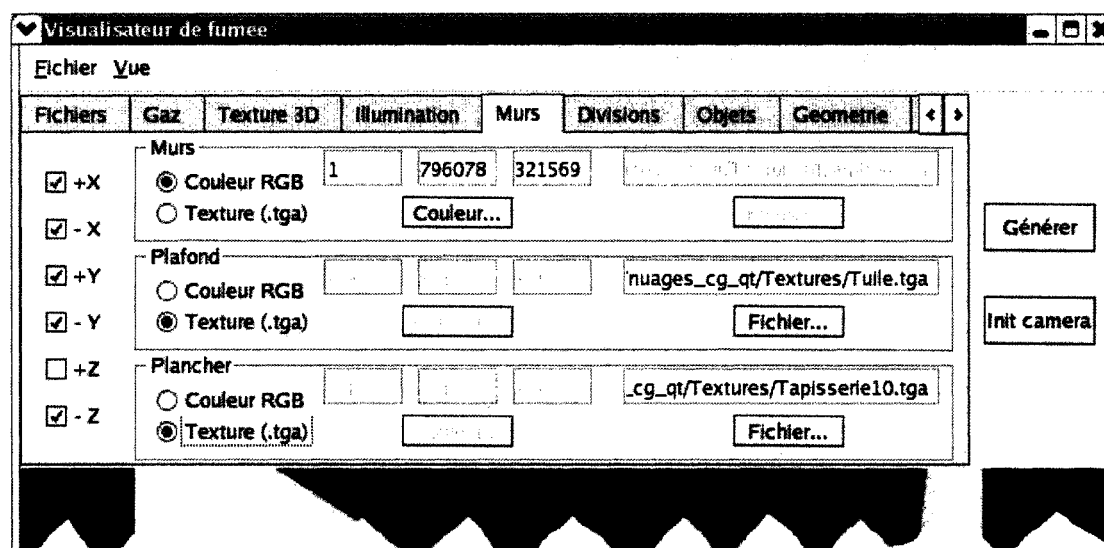 Visualisateur de fumee
Fichier Vue
Fichiers Gaz Texture 3D Illumination Murs Divisions Objets Geometrie
Murs
+X
Couleur RGB 1 796078 321569
Texture (.tga) Couleur...
- X
Générer
Plafond
+Y
Couleur RGB nuages_cg_qt/Textures/Tuile.tga
Texture (.tga) Fichier...
- Y
Init camera
Plancher
+Z
Couleur RGB _cg_qt/Textures/Tapisserie10.tga
Texture (.tga) Fichier...
- Z